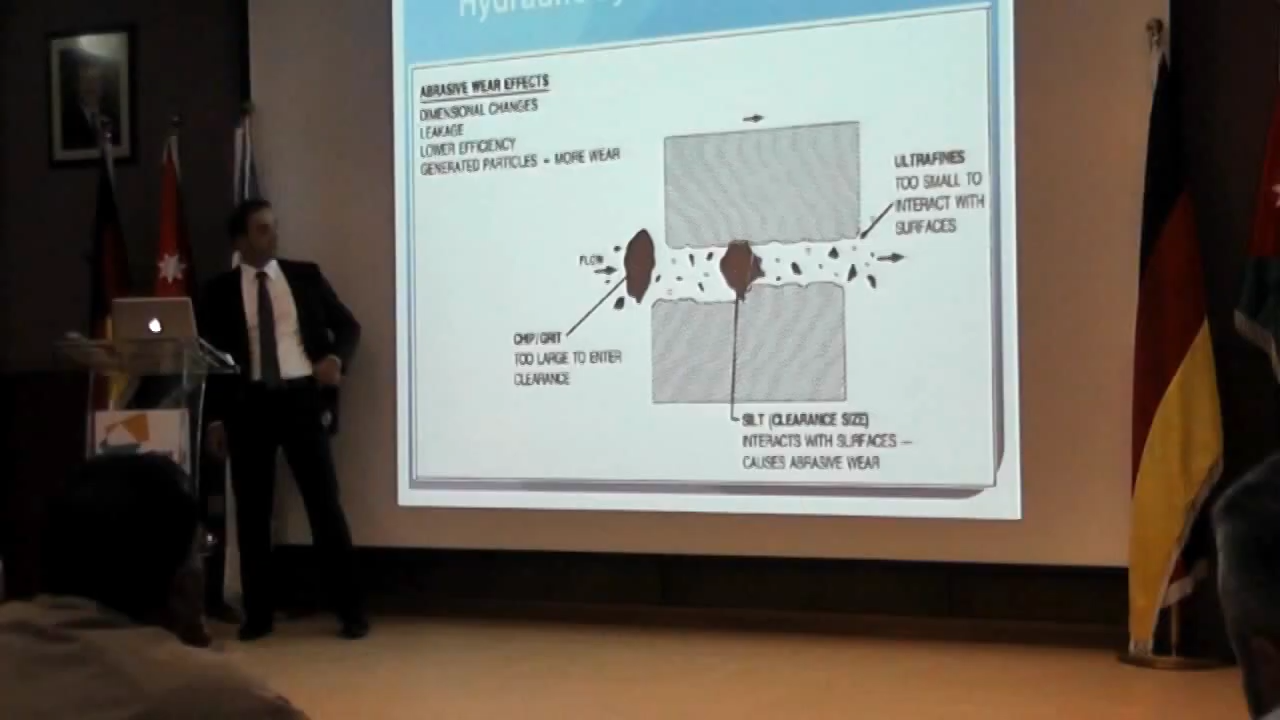 ABRASIVE WEAR EFFECTS
DIMENSIONAL CHANGES
LEAKAGE
LOWER EFFICIENCY
GENERATED PARTICLES = MORE WEAR
ULTRAFINES
TOO SMALL TO
INTERACT WITH
SURFACES
FLOW
CHIP/GRIT
TOO LARGE TO ENTER
CLEARANCE
SILT (CLEARANCE SIZE)
INTERACTS WITH SURFACES —
CAUSES ABRASIVE WEAR